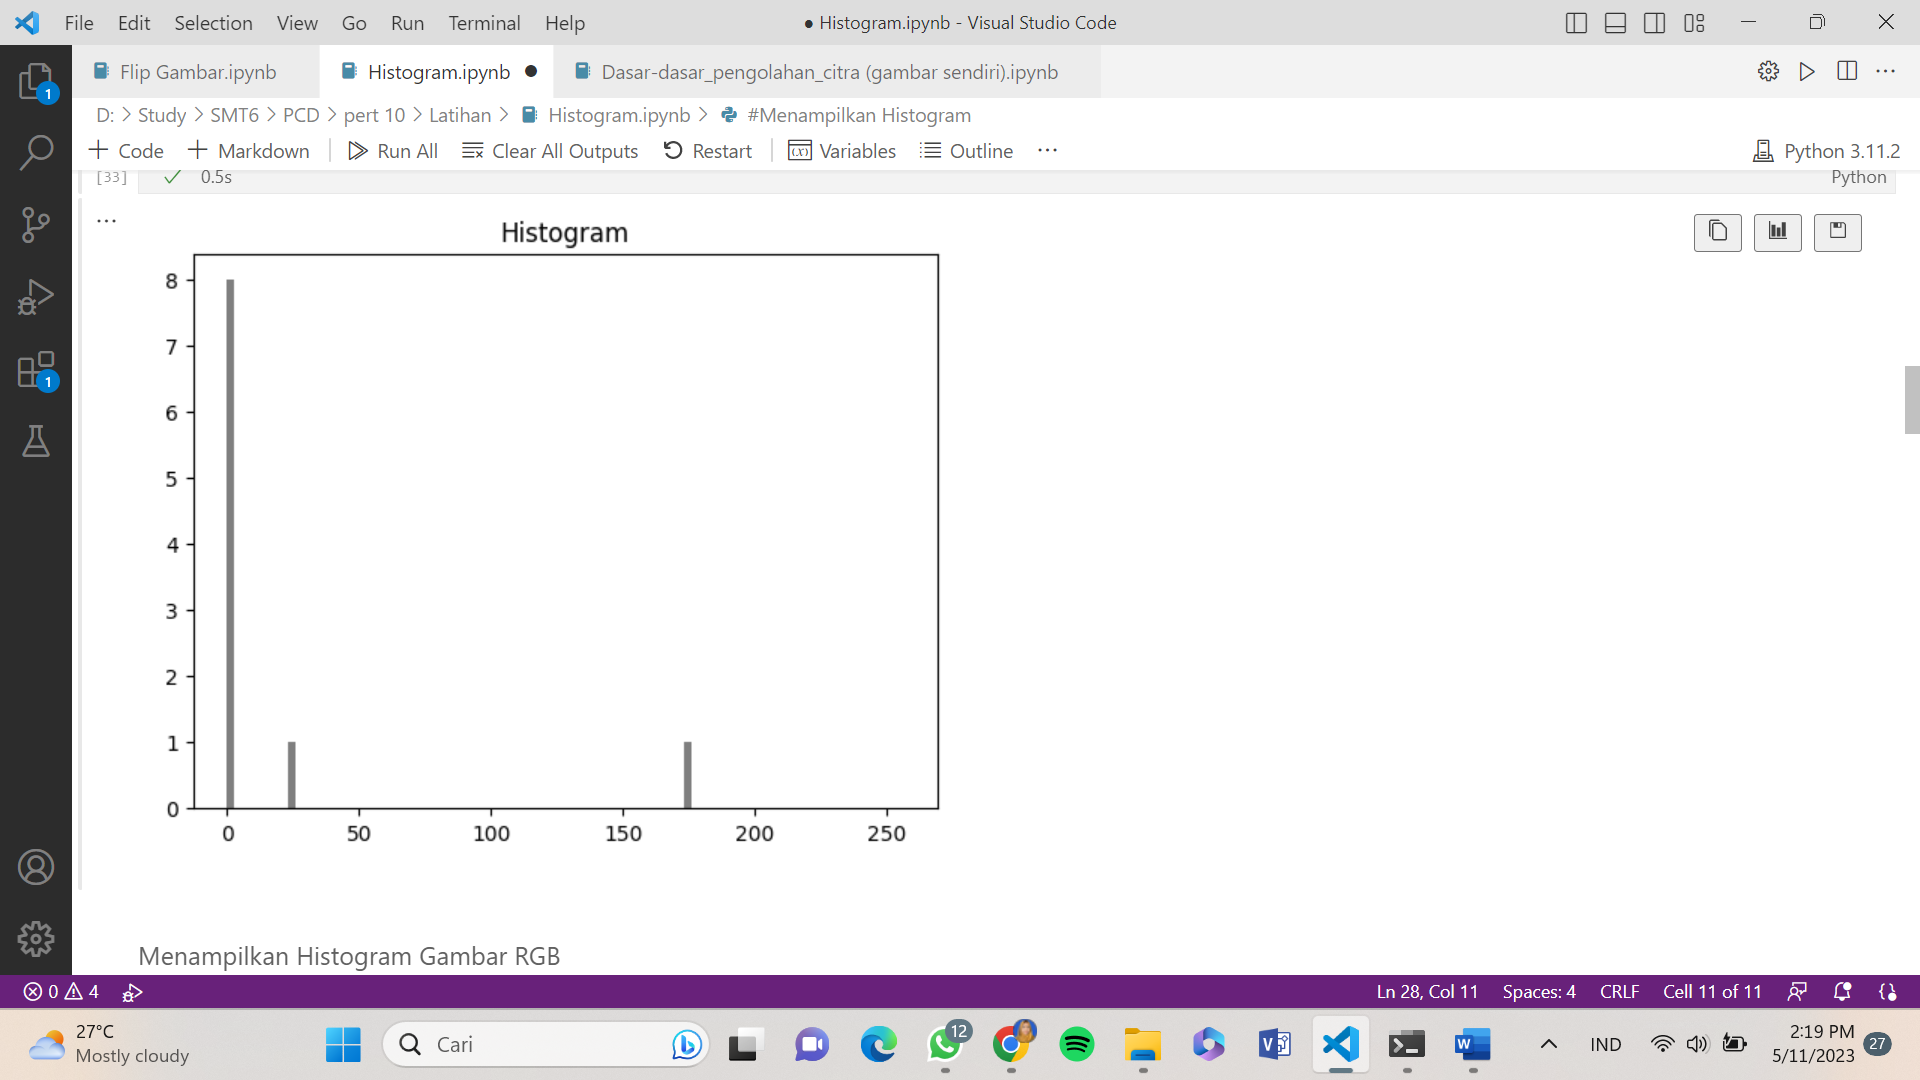 File Edit Selection View Go Run Terminal Help
● Histogram.ipynb - Visual Studio Code
1
Flip Gambar.ipynb
Histogram.ipynb ●
Dasar-dasar_pengolahan_citra (gambar sendiri).ipynb
D: > Study > SMT6 > PCD > pert 10 > Latihan > Histogram.ipynb > #Menampilkan Histogram
+ Code + Markdown Run All Clear All Outputs Restart (x) Variables Outline ...
Python 3.11.2
[33] ✓ 0.5s
Python
...
Histogram
8
7
6
5
4
3
2
1
0
0 50 100 150 200 250
1
Menampilkan Histogram Gambar RGB
0 4
Ln 28, Col 11 Spaces: 4 CRLF Cell 11 of 11
27°C
Mostly cloudy
Cari
12
IND
2:19 PM
5/11/2023
27